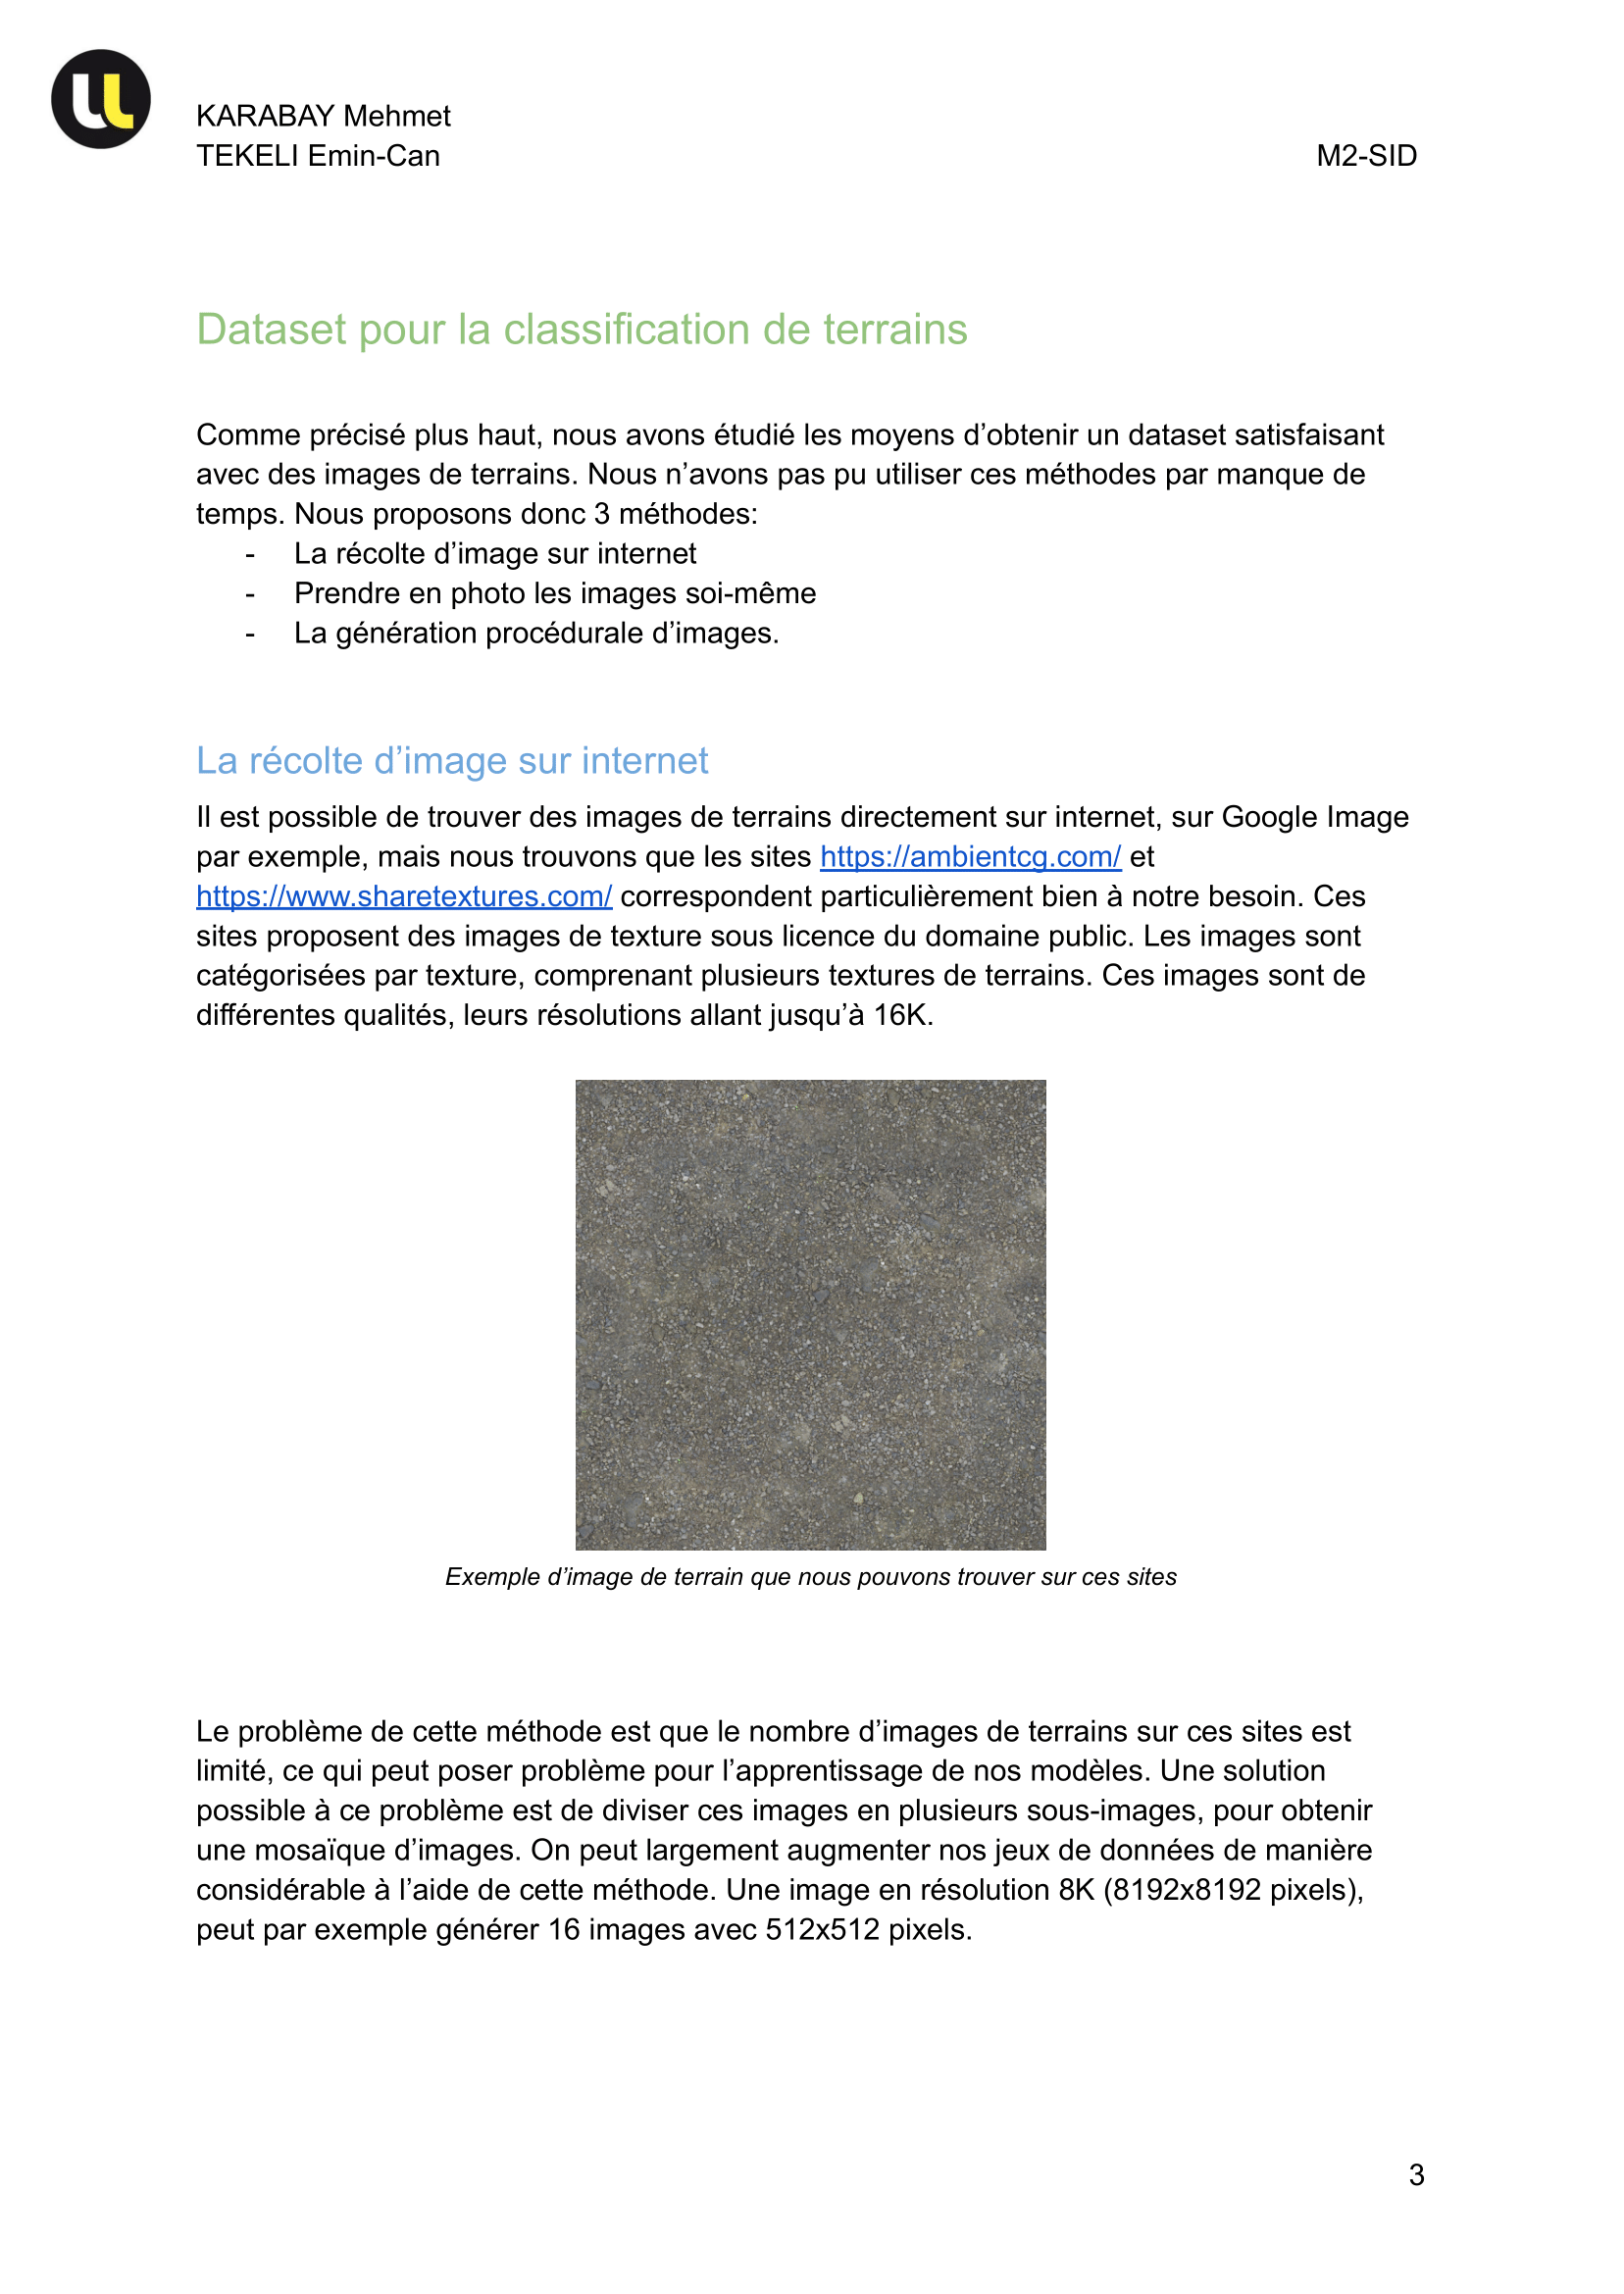 KARABAY Mehmet
TEKELI Emin-Can M2-SID
Dataset pour la classification de terrains
Comme précisé plus haut, nous avons étudié les moyens d’obtenir un dataset satisfaisant
avec des images de terrains. Nous n’avons pas pu utiliser ces méthodes par manque de
temps. Nous proposons donc 3 méthodes:
- La récolte d’image sur internet
- Prendre en photo les images soi-même
- La génération procédurale d’images.
La récolte d’image sur internet
Il est possible de trouver des images de terrains directement sur internet, sur Google Image
par exemple, mais nous trouvons que les sites https://ambientcg.com/ et
https://www.sharetextures.com/ correspondent particulièrement bien à notre besoin. Ces
sites proposent des images de texture sous licence du domaine public. Les images sont
catégorisées par texture, comprenant plusieurs textures de terrains. Ces images sont de
différentes qualités, leurs résolutions allant jusqu’à 16K.
Exemple d’image de terrain que nous pouvons trouver sur ces sites
Le problème de cette méthode est que le nombre d’images de terrains sur ces sites est
limité, ce qui peut poser problème pour l’apprentissage de nos modèles. Une solution
possible à ce problème est de diviser ces images en plusieurs sous-images, pour obtenir
une mosaïque d’images. On peut largement augmenter nos jeux de données de manière
considérable à l’aide de cette méthode. Une image en résolution 8K (8192x8192 pixels),
peut par exemple générer 16 images avec 512x512 pixels.
3